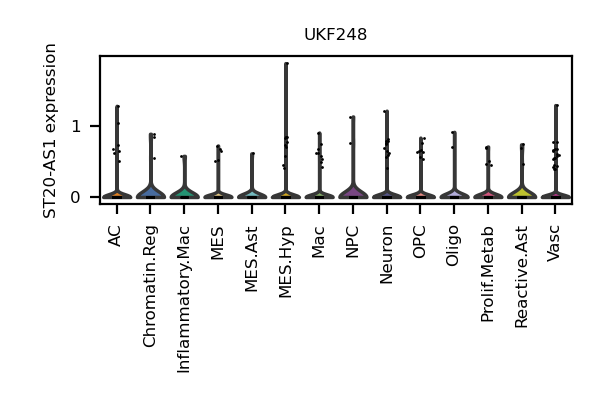 UKF248
ST20-AS1 expression
1
0
AC
Chromatin.Reg
Inflammatory.Mac
MES
MES.Ast
MES.Hyp
Mac
NPC
Neuron
OPC
Oligo
Prolif.Metab
Reactive.Ast
Vasc